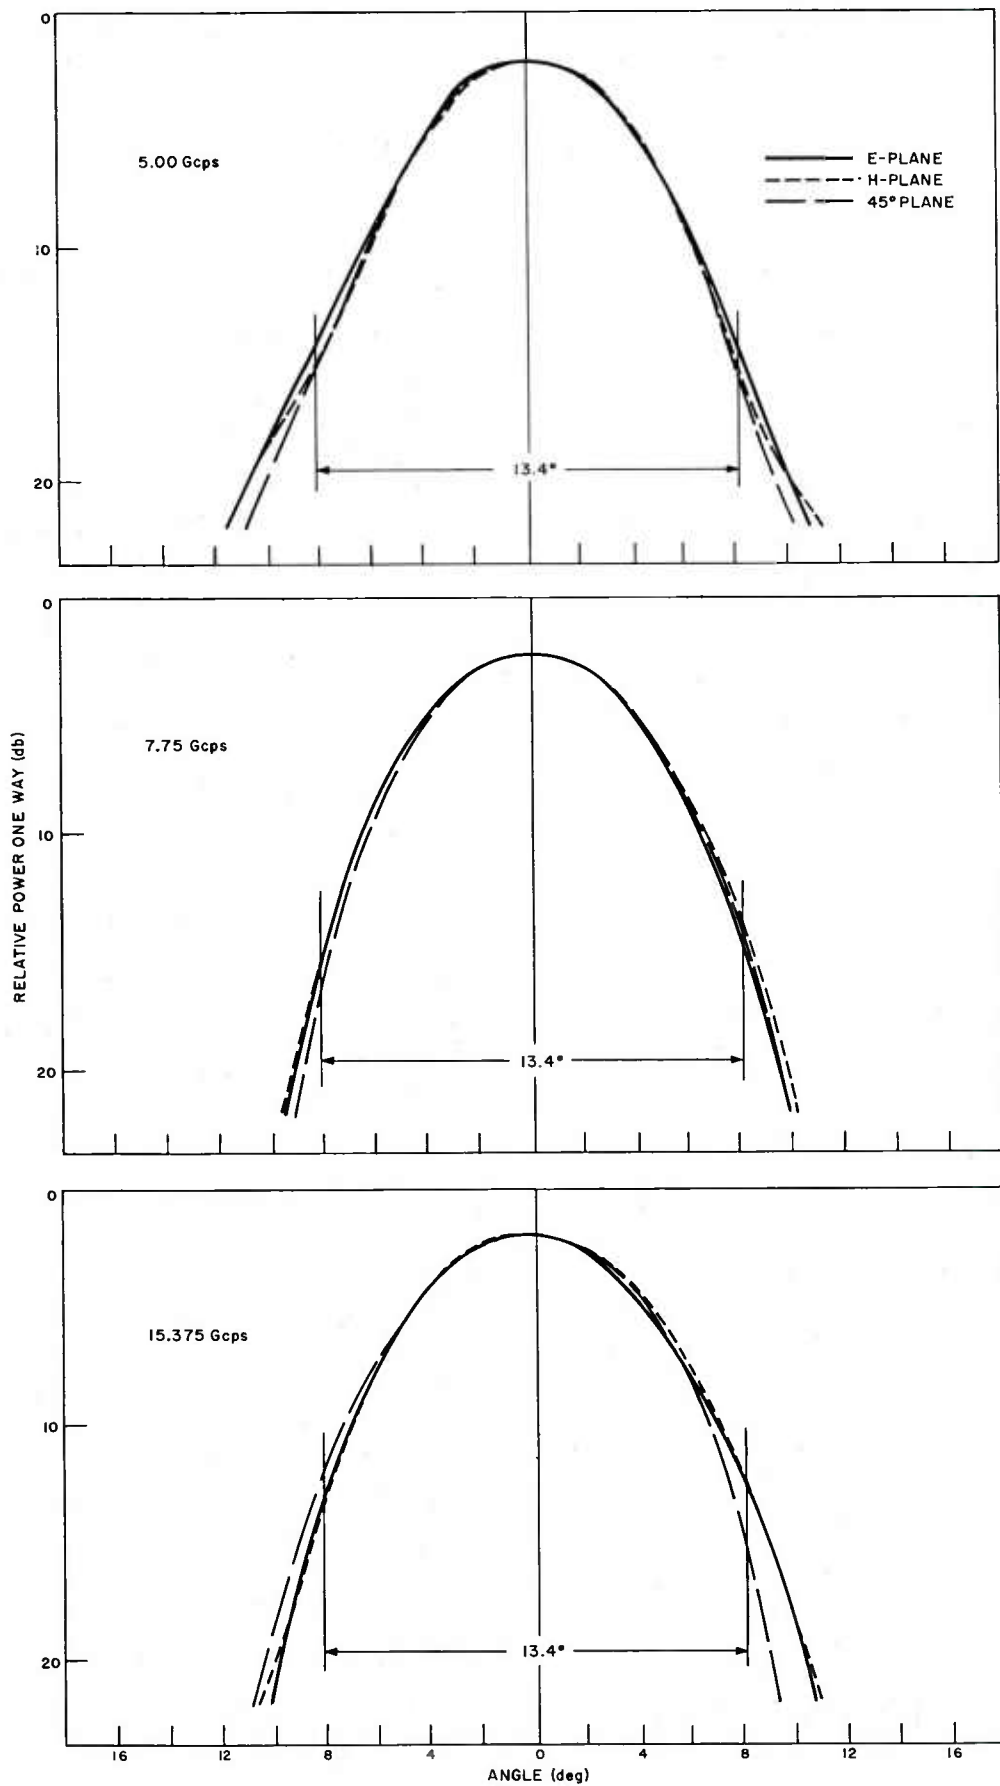 0
5.00 Gcps
E-PLANE
H-PLANE
45° PLANE
10
13.4°
20
0
7.75 Gcps
RELATIVE POWER ONE WAY (db)
10
13.4°
20
0
15.375 Gcps
10
13.4°
20
16 12 8 4 0 4 8 12 16
ANGLE (deg)